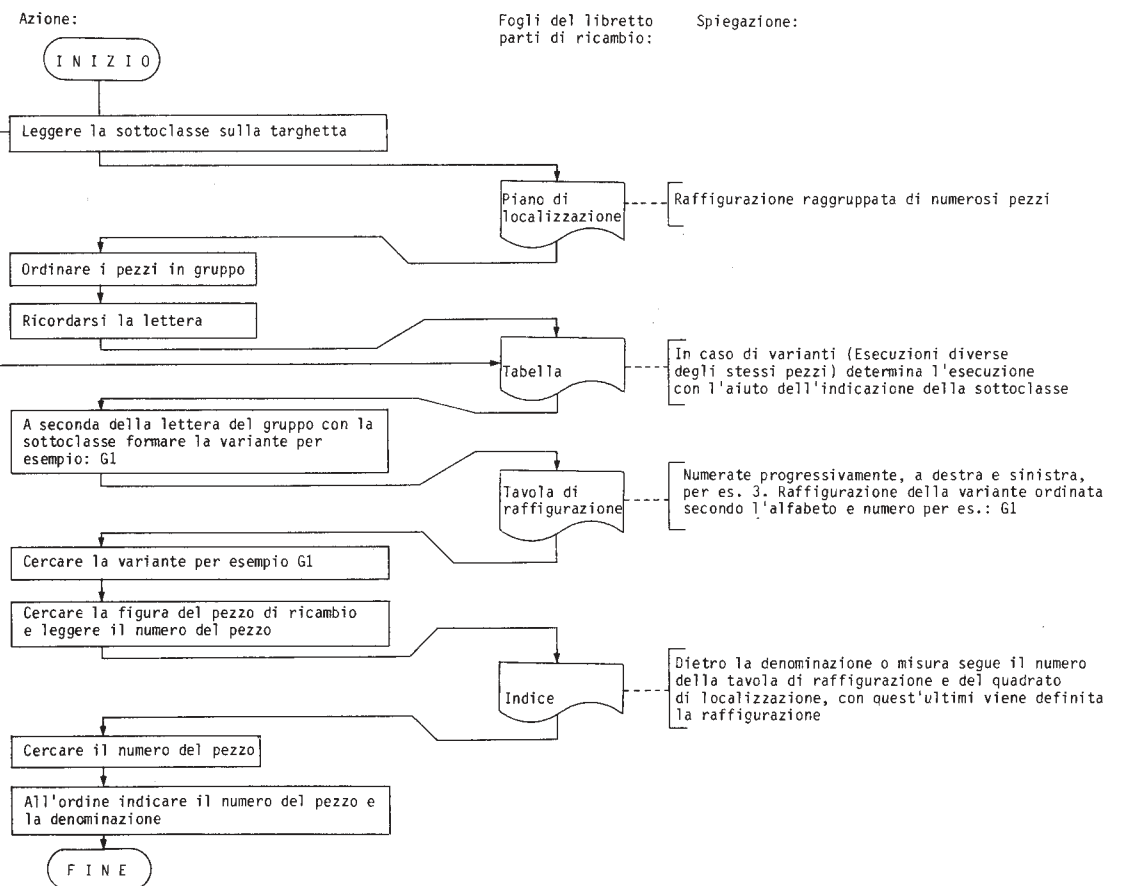 Azione:
Fogli del libretto
parti di ricambio:
Spiegazione:
I N I Z I O
Leggere la sottoclasse sulla targhetta
Piano di
localizzazione
Raffigurazione raggruppata di numerosi pezzi
Ordinare i pezzi in gruppo
Ricordarsi la lettera
Tabella
In caso di varianti (Esecuzioni diverse
degli stessi pezzi) determina l'esecuzione
con l'aiuto dell'indicazione della sottoclasse
A seconda della lettera del gruppo con la
sottoclasse formare la variante per
esempio: G1
Tavola di
raffigurazione
Numerate progressivamente, a destra e sinistra,
per es. 3. Raffigurazione della variante ordinata
secondo l'alfabeto e numero per es.: G1
Cercare la variante per esempio G1
Cercare la figura del pezzo di ricambio
e leggere il numero del pezzo
Indice
Dietro la denominazione o misura segue il numero
della tavola di raffigurazione e del quadrato
di localizzazione, con quest'ultimi viene definita
la raffigurazione
Cercare il numero del pezzo
All'ordine indicare il numero del pezzo e
la denominazione
F I N E